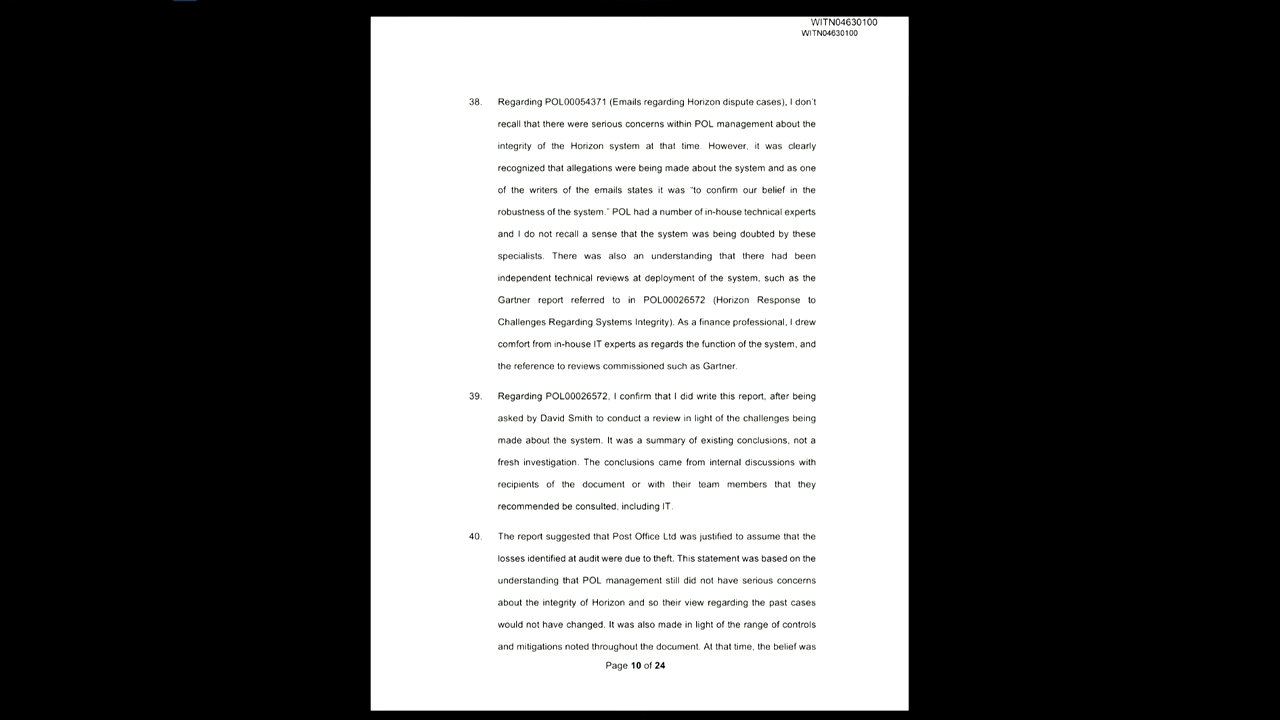 WITN04630100
WITN04630100
38. Regarding POL00054371 (Emails regarding Horizon dispute cases), I don't
recall that there were serious concerns within POL management about the
integrity of the Horizon system at that time. However, it was clearly
recognized that allegations were being made about the system and as one
of the writers of the emails states it was "to confirm our belief in the
robustness of the system." POL had a number of in-house technical experts
and I do not recall a sense that the system was being doubted by these
specialists. There was also an understanding that there had been
independent technical reviews at deployment of the system, such as the
Gartner report referred to in POL00026572 (Horizon Response to
Challenges Regarding Systems Integrity). As a finance professional, I drew
comfort from in-house IT experts as regards the function of the system, and
the reference to reviews commissioned such as Gartner.
39. Regarding POL00026572, I confirm that I did write this report, after being
asked by David Smith to conduct a review in light of the challenges being
made about the system. It was a summary of existing conclusions, not a
fresh investigation. The conclusions came from internal discussions with
recipients of the document or with their team members that they
recommended be consulted, including IT.
40. The report suggested that Post Office Ltd was justified to assume that the
losses identified at audit were due to theft. This statement was based on the
understanding that POL management still did not have serious concerns
about the integrity of Horizon and so their view regarding the past cases
would not have changed. It was also made in light of the range of controls
and mitigations noted throughout the document. At that time, the belief was
Page 10 of 24